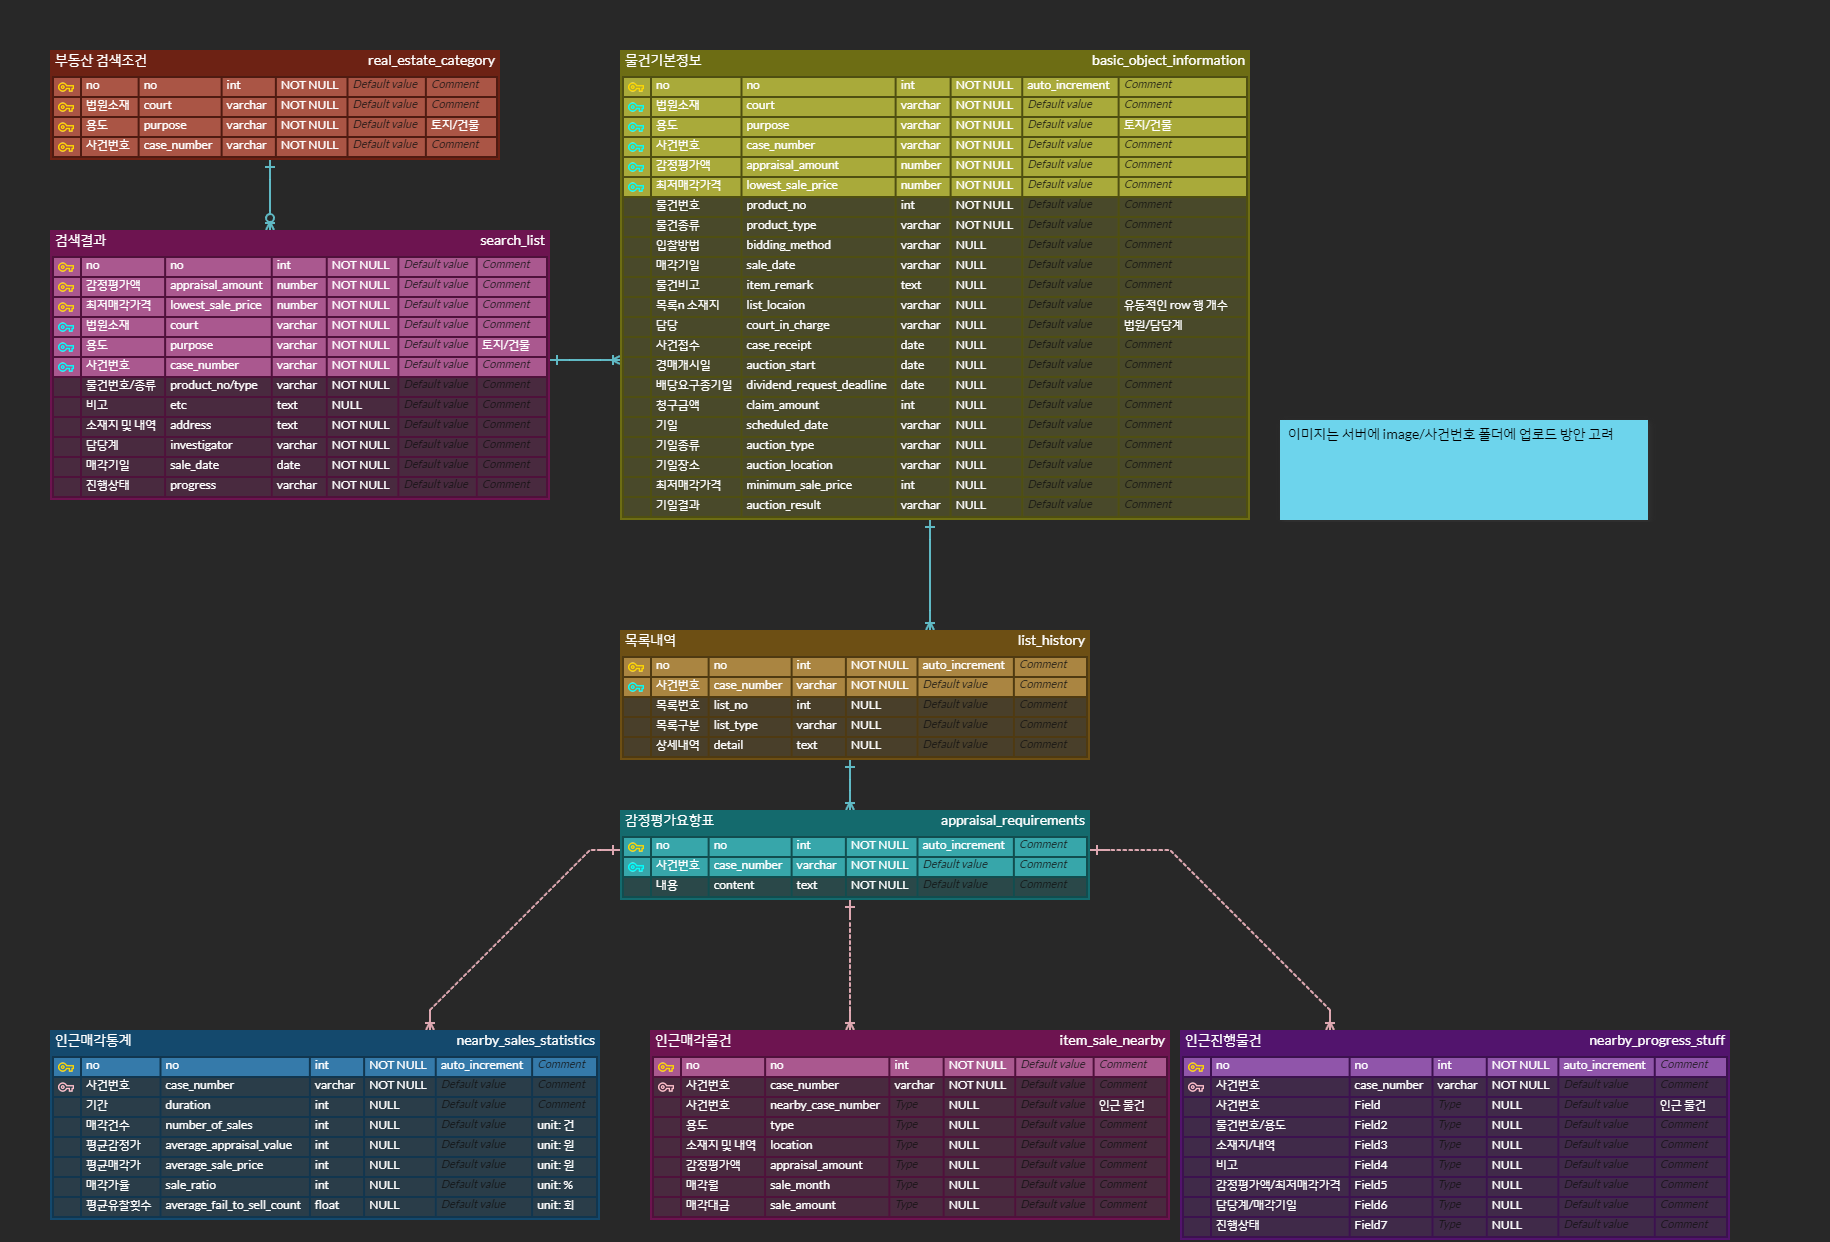 부동산 검색조건 real_estate_category
no no int NOT NULL Default value Comment
법원소재 court varchar NOT NULL Default value Comment
용도 purpose varchar NOT NULL Default value 토지/건물
사건번호 case_number varchar NOT NULL Default value Comment
물건기본정보 basic_object_information
no no int NOT NULL auto_increment Comment
법원소재 court varchar NOT NULL Default value Comment
용도 purpose varchar NOT NULL Default value 토지/건물
사건번호 case_number varchar NOT NULL Default value Comment
감정평가액 appraisal_amount number NOT NULL Default value Comment
최저매각가격 lowest_sale_price number NOT NULL Default value Comment
물건번호 product_no int NOT NULL Default value Comment
물건종류 product_type varchar NOT NULL Default value Comment
입찰방법 bidding_method varchar NULL Default value Comment
매각기일 sale_date varchar NULL Default value Comment
물건비고 item_remark text NULL Default value Comment
목록n 소재지 list_locaion varchar NULL Default value 유동적인 row 행 개수
담당 court_in_charge varchar NULL Default value 법원/담당계
사건접수 case_receipt date NULL Default value Comment
경매개시일 auction_start date NULL Default value Comment
배당요구종기일 dividend_request_deadline date NULL Default value Comment
청구금액 claim_amount int NULL Default value Comment
기일 scheduled_date varchar NULL Default value Comment
기일종류 auction_type varchar NULL Default value Comment
기일장소 auction_location varchar NULL Default value Comment
최저매각가격 minimum_sale_price int NULL Default value Comment
기일결과 auction_result varchar NULL Default value Comment
검색결과 search_list
no no int NOT NULL Default value Comment
감정평가액 appraisal_amount number NOT NULL Default value Comment
최저매각가격 lowest_sale_price number NOT NULL Default value Comment
법원소재 court varchar NOT NULL Default value Comment
용도 purpose varchar NOT NULL Default value 토지/건물
사건번호 case_number varchar NOT NULL Default value Comment
물건번호/종류 product_no/type varchar NOT NULL Default value Comment
비고 etc text NULL Default value Comment
소재지 및 내역 address text NOT NULL Default value Comment
담당계 investigator varchar NOT NULL Default value Comment
매각기일 sale_date date NOT NULL Default value Comment
진행상태 progress varchar NOT NULL Default value Comment
이미지는 서버에 image/사건번호 폴더에 업로드 방안 고려
목록내역 list_history
no no int NOT NULL auto_increment Comment
사건번호 case_number varchar NOT NULL Default value Comment
목록번호 list_no int NULL Default value Comment
목록구분 list_type varchar NULL Default value Comment
상세내역 detail text NULL Default value Comment
감정평가요항표 appraisal_requirements
no no int NOT NULL auto_increment Comment
사건번호 case_number varchar NOT NULL Default value Comment
내용 content text NOT NULL Default value Comment
인근매각통계 nearby_sales_statistics
no no int NOT NULL auto_increment Comment
사건번호 case_number varchar NOT NULL Default value Comment
기간 duration int NULL Default value Comment
매각건수 number_of_sales int NULL Default value unit: 건
평균감정가 average_appraisal_value int NULL Default value unit: 원
평균매각가 average_sale_price int NULL Default value unit: 원
매각가율 sale_ratio int NULL Default value unit: %
평균유찰횟수 average_fail_to_sell_count float NULL Default value unit: 회
인근매각물건 item_sale_nearby
no no int NOT NULL Default value Comment
사건번호 case_number varchar NOT NULL Default value Comment
사건번호 nearby_case_number Type NULL Default value 인근 물건
용도 type Type NULL Default value Comment
소재지 및 내역 location Type NULL Default value Comment
감정평가액 appraisal_amount Type NULL Default value Comment
매각월 sale_month Type NULL Default value Comment
매각대금 sale_amount Type NULL Default value Comment
인근진행물건 nearby_progress_stuff
no no int NOT NULL auto_increment Comment
사건번호 case_number varchar NOT NULL Default value Comment
사건번호 Field Type NULL Default value 인근 물건
물건번호/용도 Field2 Type NULL Default value Comment
소재지/내역 Field3 Type NULL Default value Comment
비고 Field4 Type NULL Default value Comment
감정평가액/최저매각가격 Field5 Type NULL Default value Comment
담당계/매각기일 Field6 Type NULL Default value Comment
진행상태 Field7 Type NULL Default value Comment